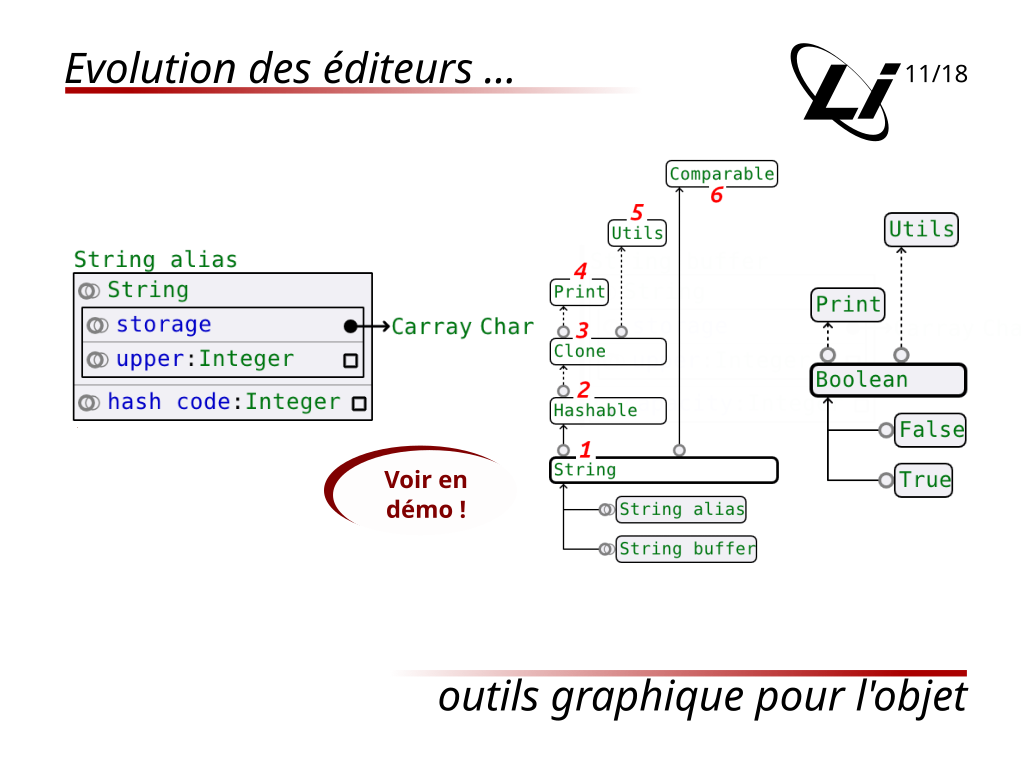 Evolution des éditeurs ...
Li
11/18
String alias
String
storage
Carray Char
upper:Integer
hash code:Integer
Voir en
démo !
Comparable
6
5
Utils
4
Print
3
Clone
2
Hashable
1
String
String alias
String buffer
Utils
Print
Boolean
False
True
outils graphique pour l'objet